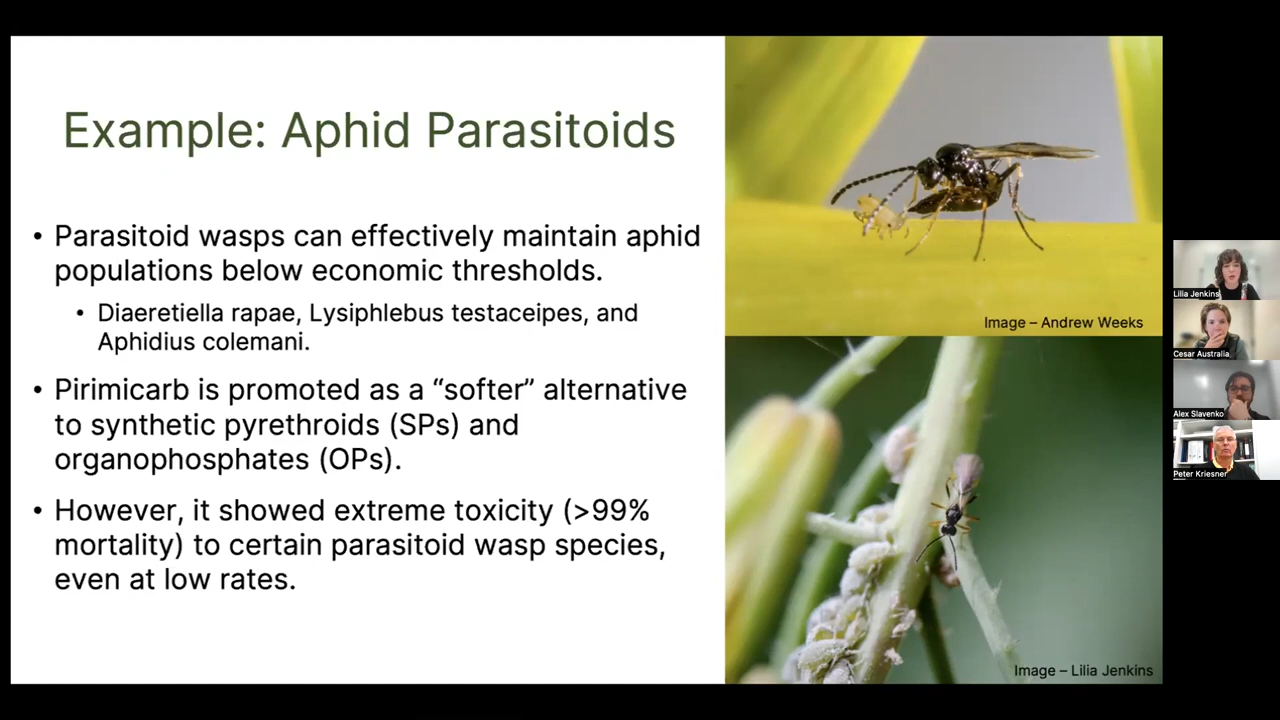 Example: Aphid Parasitoids
• Parasitoid wasps can effectively maintain aphid
populations below economic thresholds.
• Diaeretiella rapae, Lysiphlebus testaceipes, and
Aphidius colemani.
• Pirimicarb is promoted as a “softer” alternative
to synthetic pyrethroids (SPs) and
organophosphates (OPs).
• However, it showed extreme toxicity (>99%
mortality) to certain parasitoid wasp species,
even at low rates.
Image – Andrew Weeks
Image – Lilia Jenkins
Lilia Jenkins
Cesar Australia
Alex Slavenko
Peter Kriesner